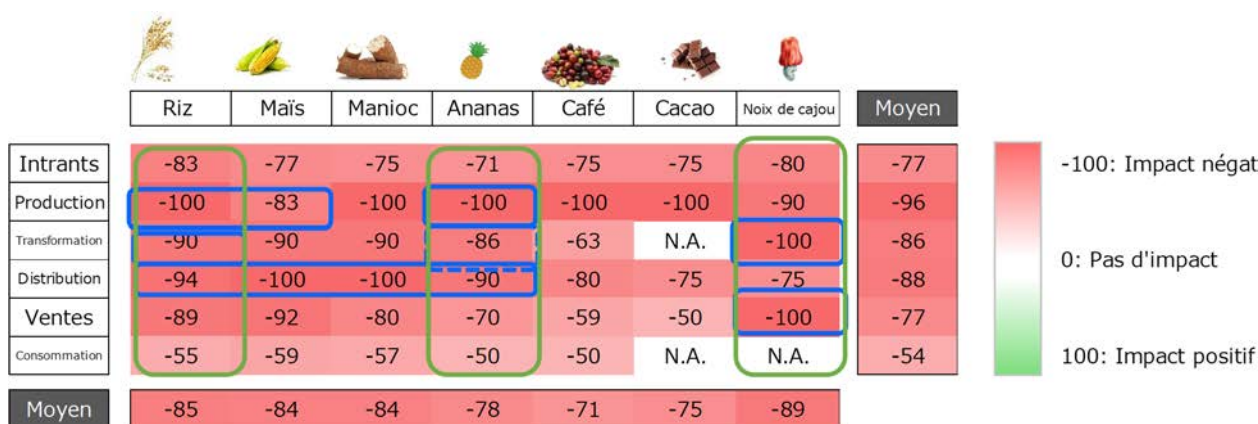 Riz Maïs Manioc Ananas Café Cacao Noix de cajou Moyen
Intrants -83 -77 -75 -71 -75 -75 -80 -77
-100: Impact négat
Production -100 -83 -100 -100 -100 -100 -90 -96
Transformation -90 -90 -90 -86 -63 N.A. -100 -86
0: Pas d'impact
Distribution -94 -100 -100 -90 -80 -75 -75 -88
Ventes -89 -92 -80 -70 -59 -50 -100 -77
Consommation -55 -59 -57 -50 -50 N.A. N.A. -54
100: Impact positif
Moyen -85 -84 -84 -78 -71 -75 -89